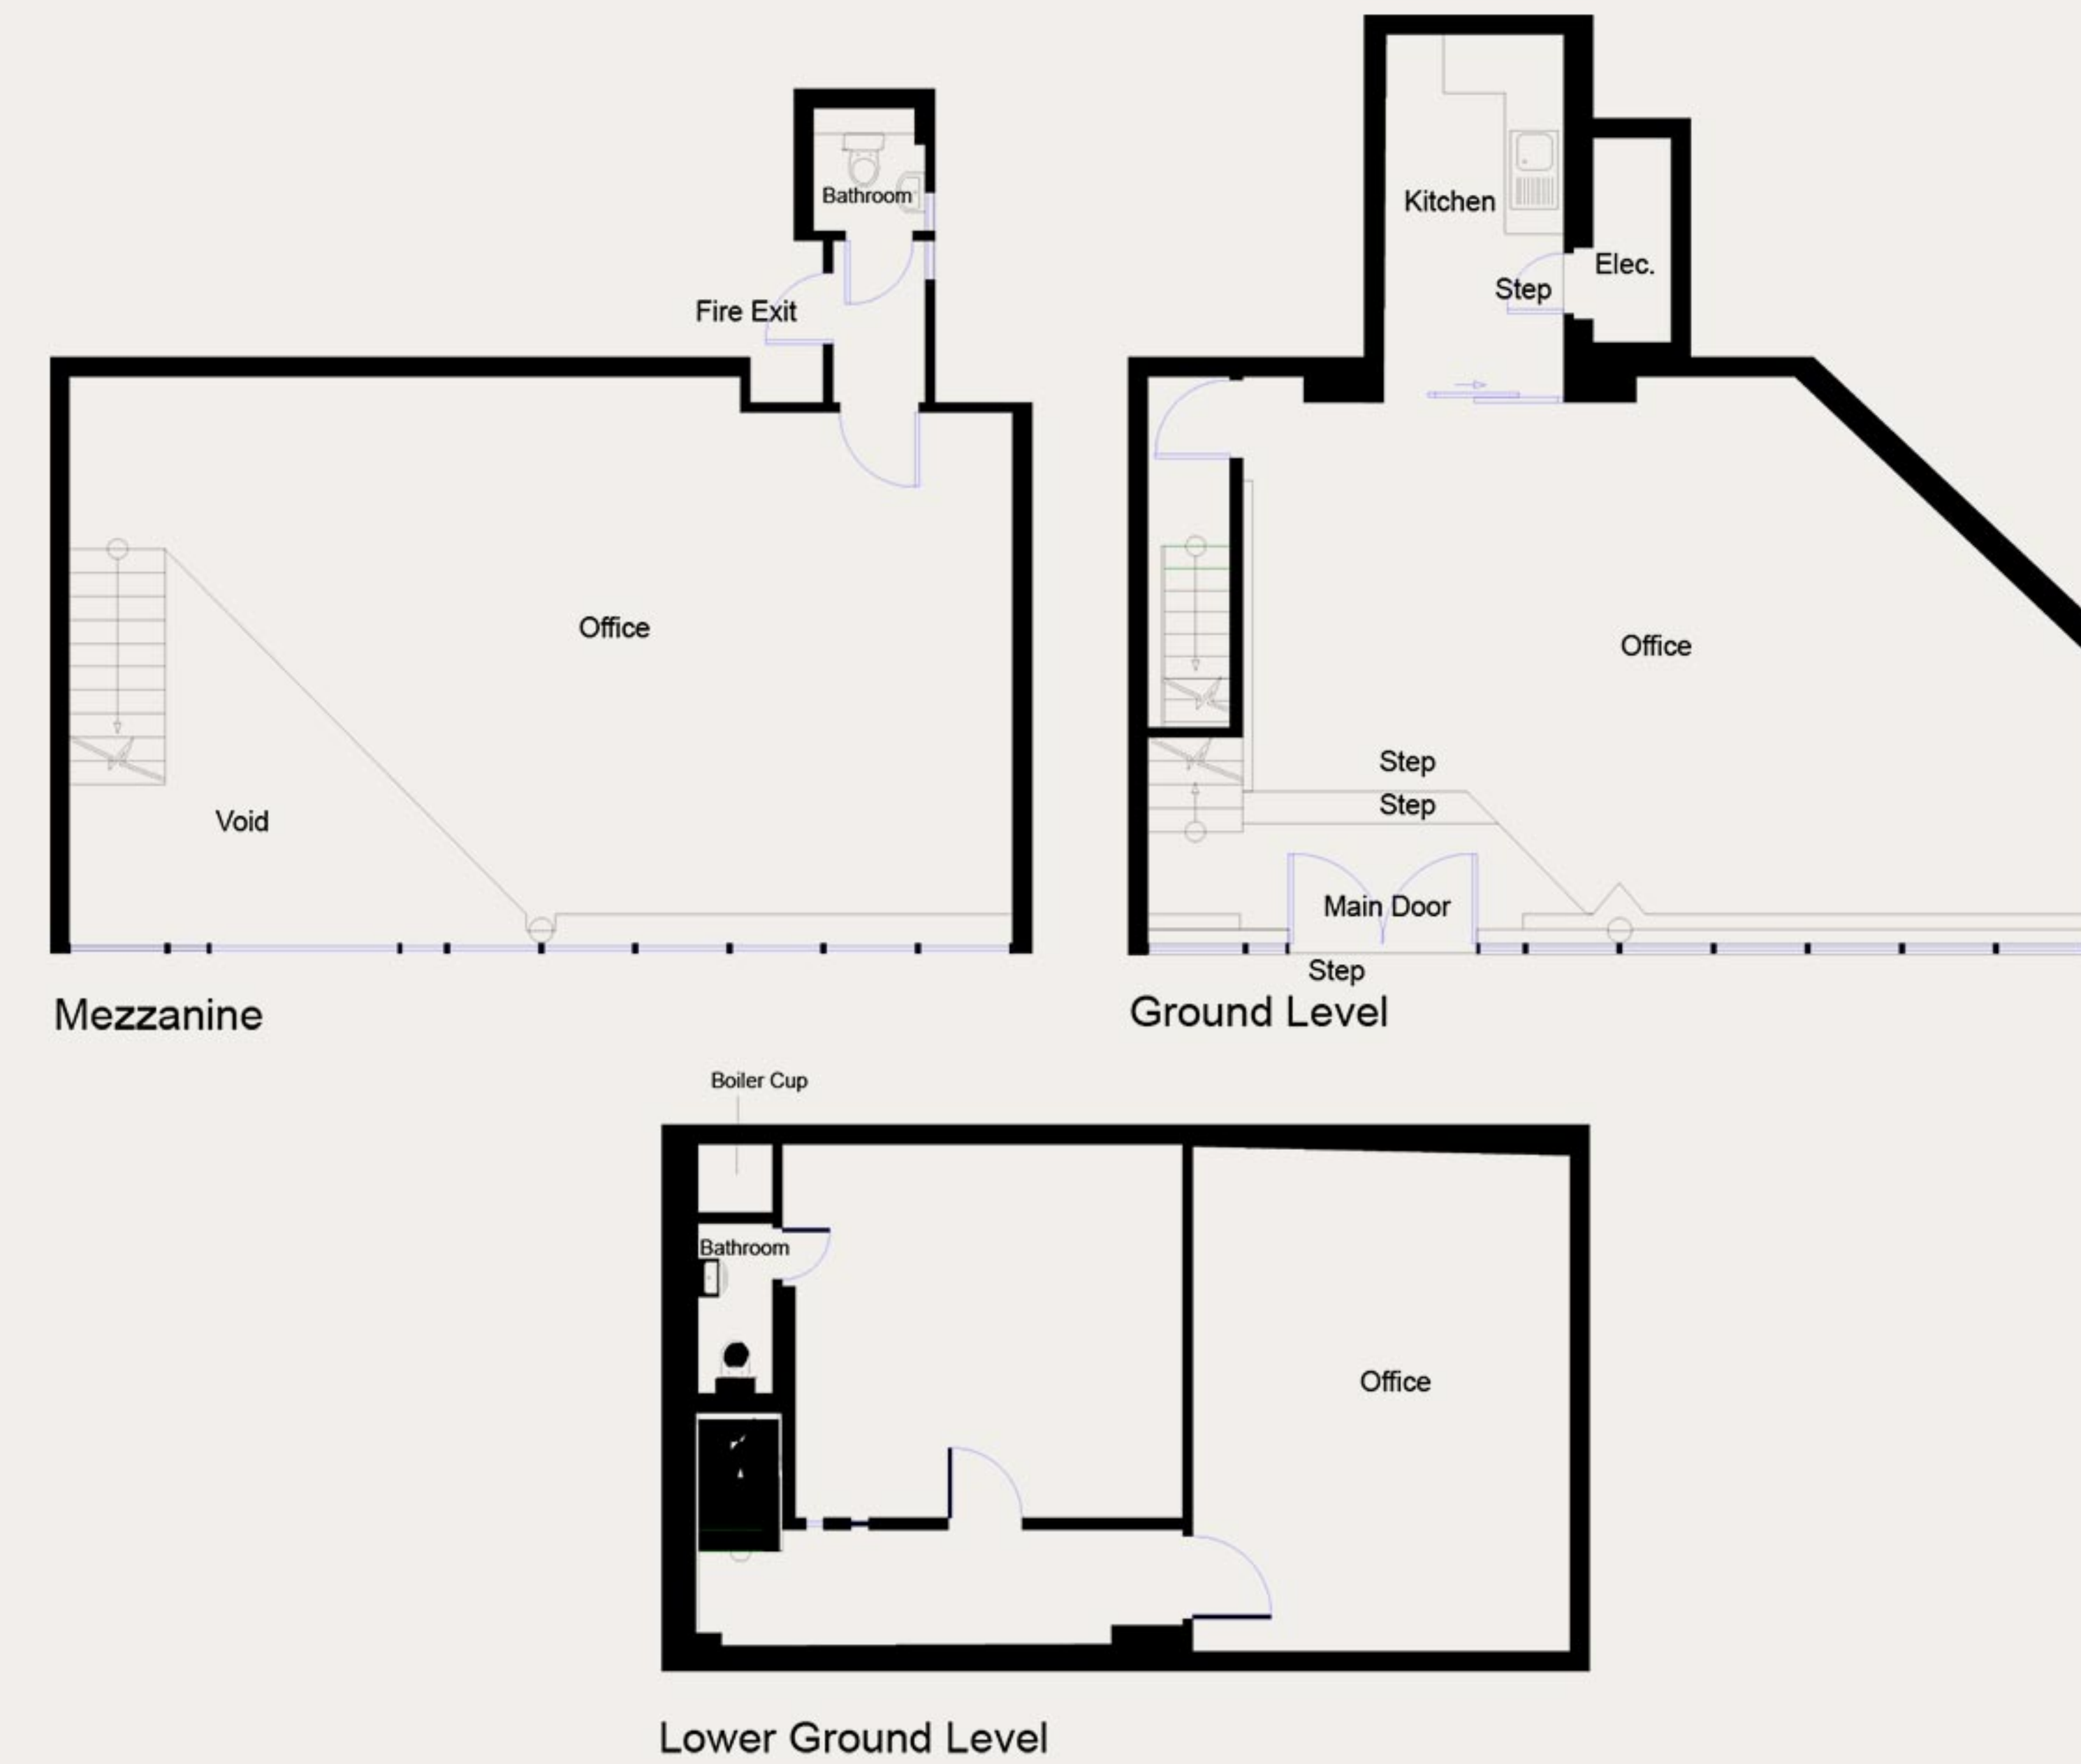 Bathroom
Fire Exit
Office
Void
Mezzanine
Kitchen
Elec.
Step
Office
Step
Step
Main Door
Step
Ground Level
Boiler Cup
Bathroom
Office
Lower Ground Level